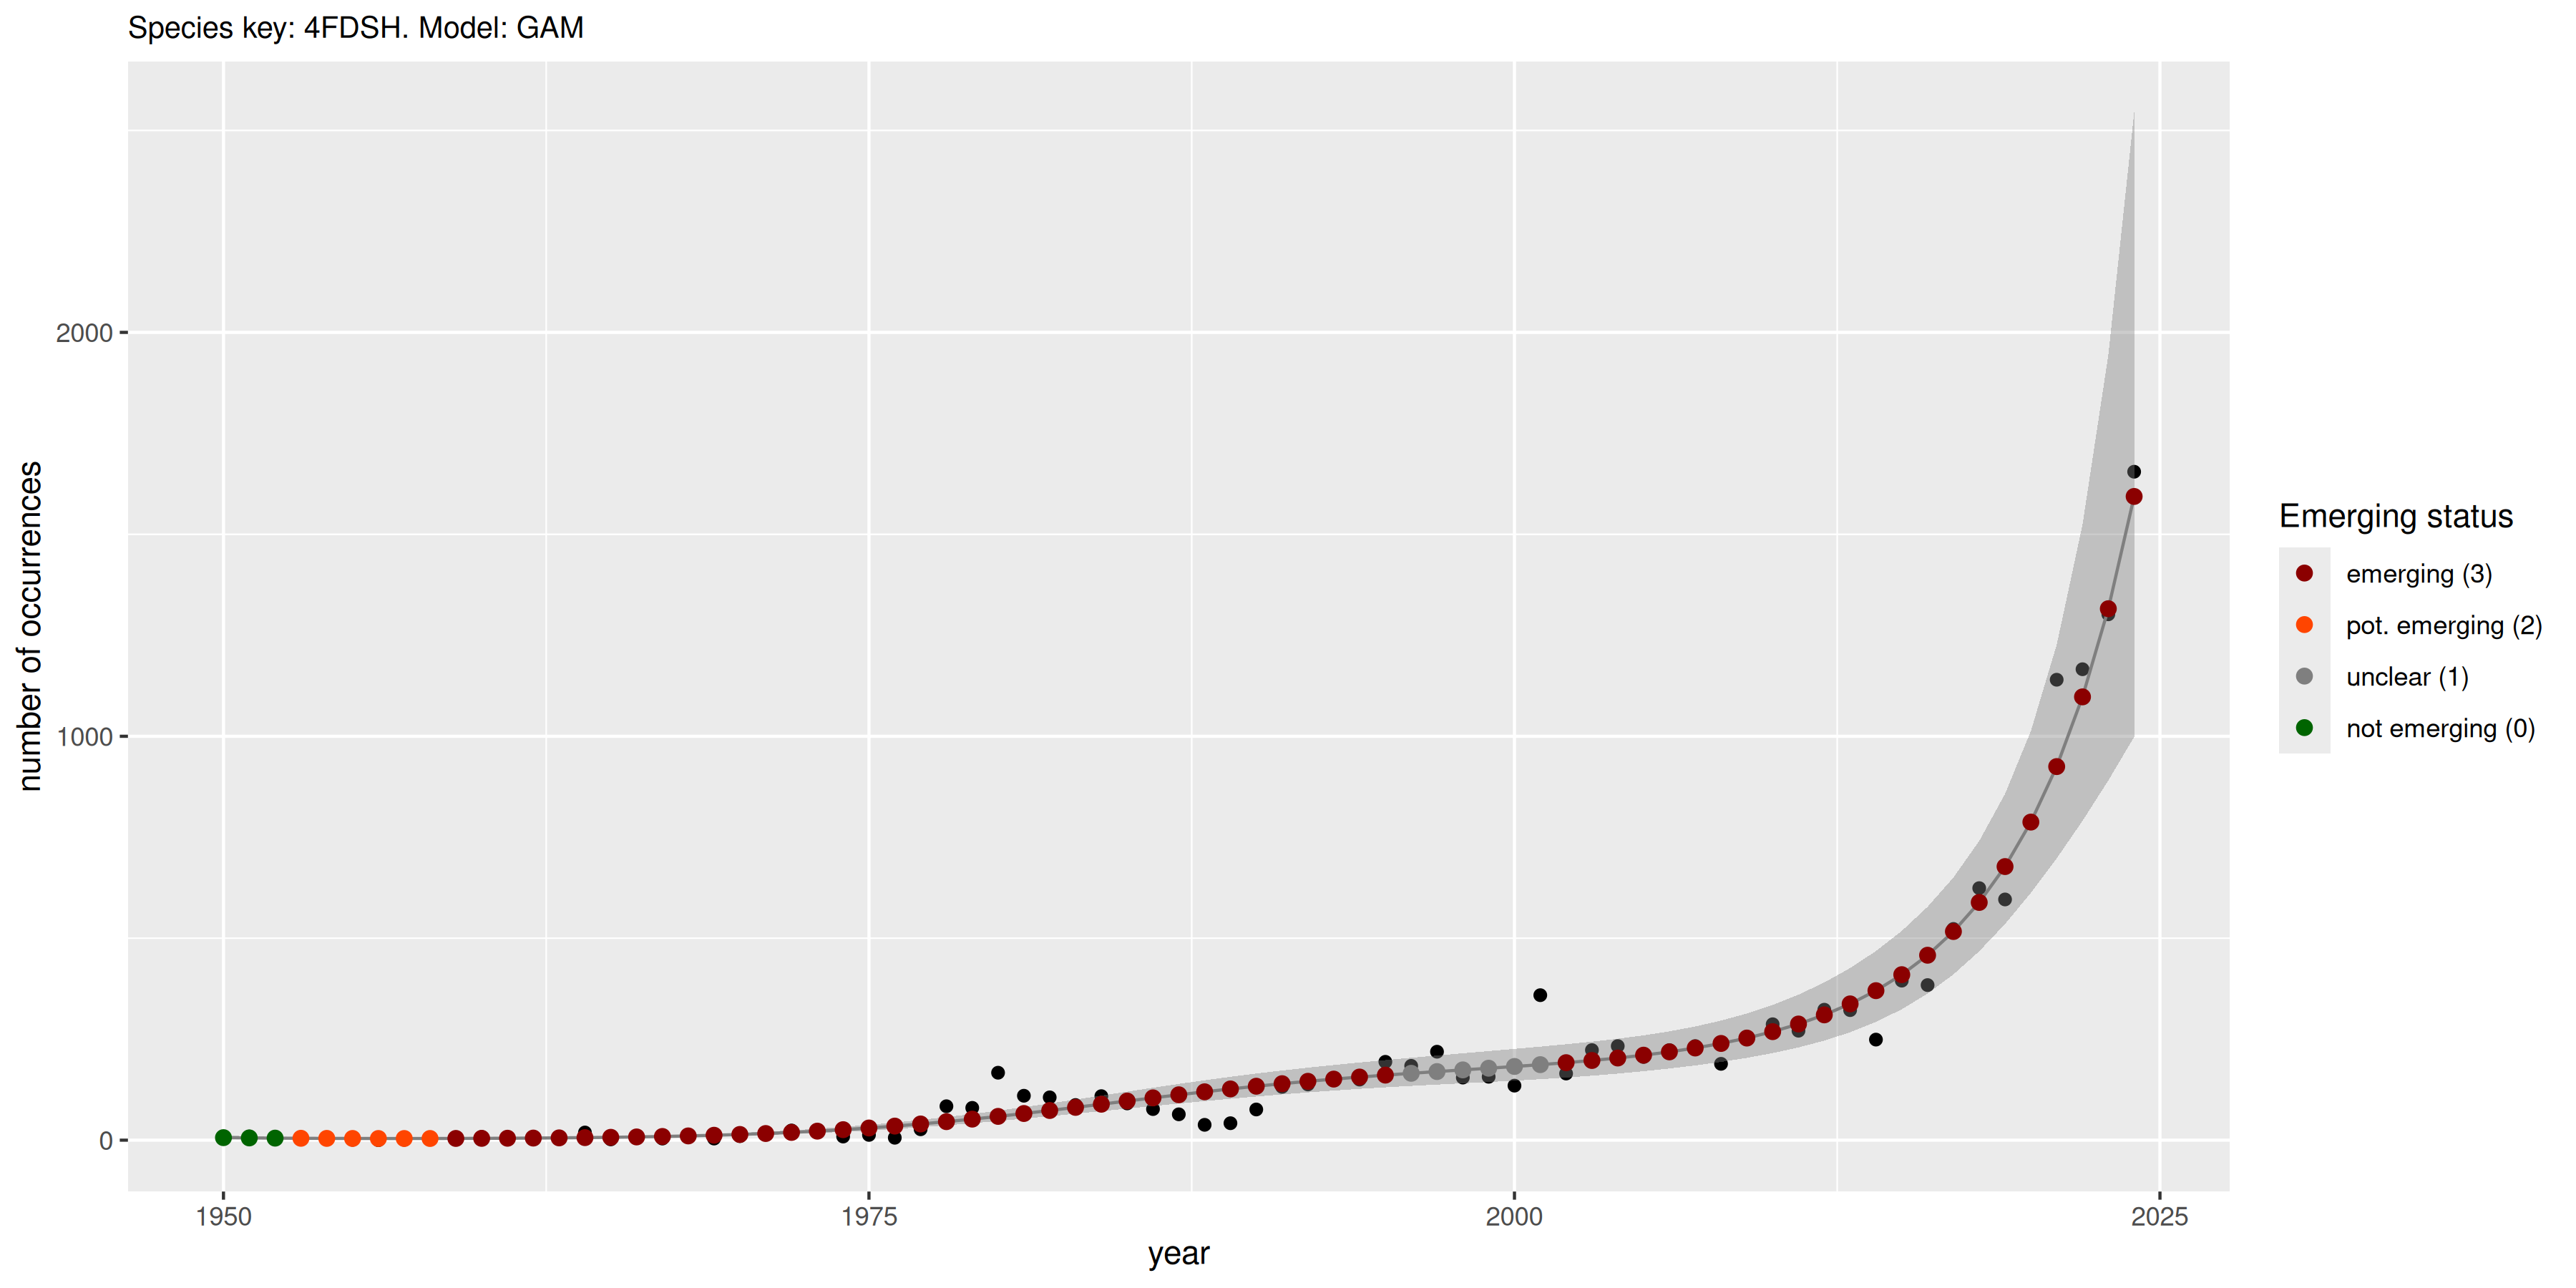 Species key: 4FDSH. Model: GAM
number of occurrences
2000
1000
0
1950
1975
2000
2025
year
Emerging status
emerging (3)
pot. emerging (2)
unclear (1)
not emerging (0)